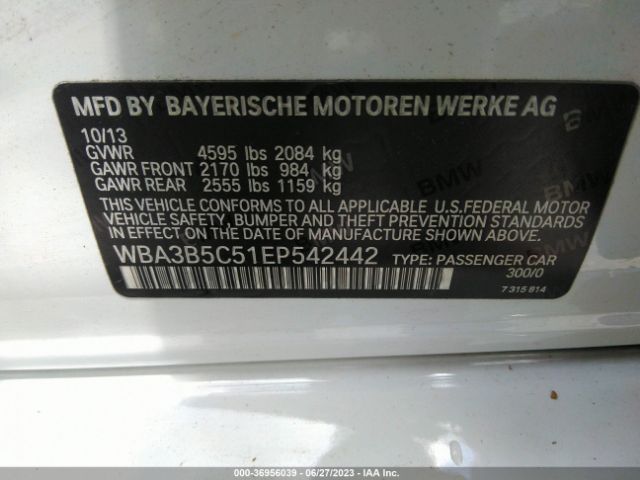 MFD BY BAYERISCHE MOTOREN WERKE AG
10/13
GVWR 4595 lbs 2084 kg
GAWR FRONT 2170 lbs 984 kg
GAWR REAR 2555 lbs 1159 kg
THIS VEHICLE CONFORMS TO ALL APPLICABLE U.S.FEDERAL MOTOR
VEHICLE SAFETY, BUMPER AND THEFT PREVENTION STANDARDS
IN EFFECT ON THE DATE OF MANUFACTURE SHOWN ABOVE.
WBA3B5C51EP542442 TYPE: PASSENGER CAR
300/0
7 315 814
000-36956039 - 06/27/2023 - IAA Inc.